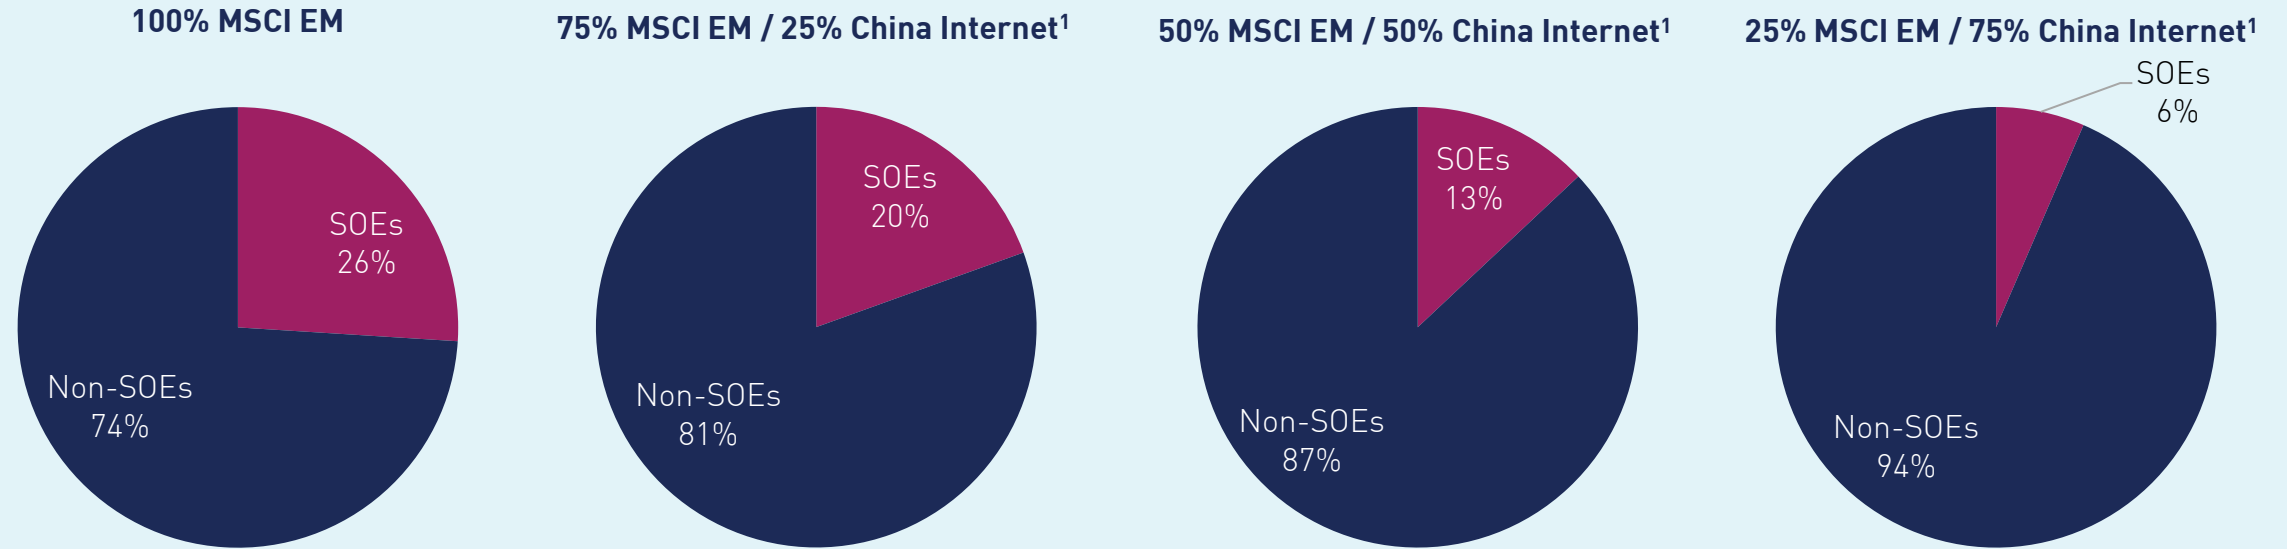 100% MSCI EM
SOEs
26%
Non-SOEs
74%
75% MSCI EM / 25% China Internet¹
SOEs
20%
Non-SOEs
81%
50% MSCI EM / 50% China Internet¹
SOEs
13%
Non-SOEs
87%
25% MSCI EM / 75% China Internet¹
SOEs
6%
Non-SOEs
94%